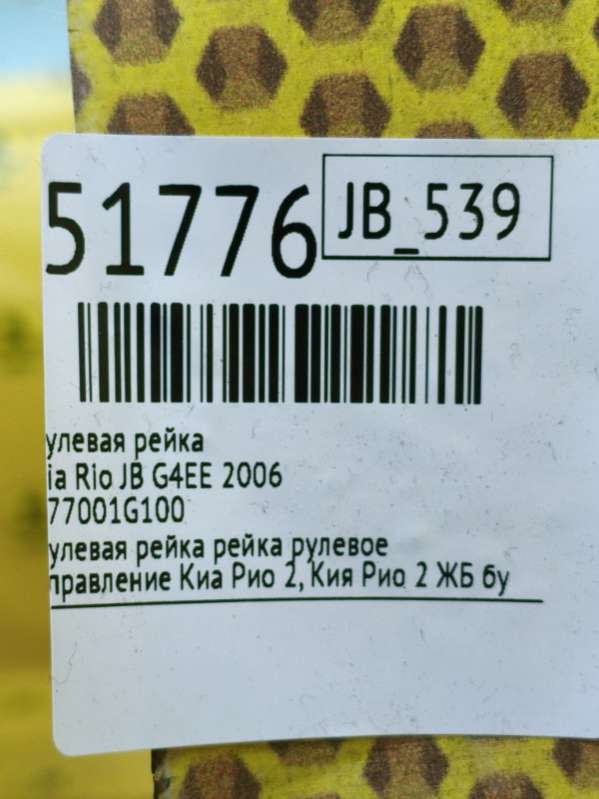 51776
JB_539
улевая рейка
ia Rio JB G4EE 2006
77001G100
улевая рейка рейка рулевое
правление Киа Рио 2, Кия Рио 2 ЖБ бу